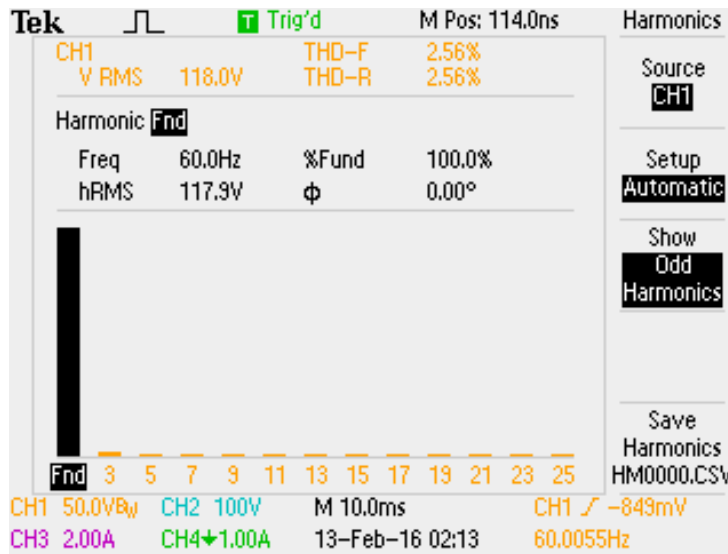 Tek T Trig'd M Pos: 114.0ns Harmonics
CH1 THD-F 2.56%
V RMS 118.0V THD-R 2.56%
Source
CH1
Harmonic Fnd
Freq 60.0Hz %Fund 100.0%
hRMS 117.9V Φ 0.00°
Setup
Automatic
Show
Odd
Harmonics
Save
Harmonics
HM0000.CSV
Fnd 3 5 7 9 11 13 15 17 19 21 23 25
CH1 50.0VBW CH2 100V M 10.0ms CH1 -849mV
CH3 2.00A CH4 1.00A 13-Feb-16 02:13 60.0055Hz